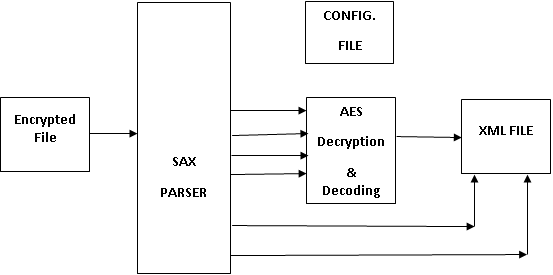 CONFIG.
FILE
Encrypted
File
SAX
PARSER
AES
Decryption
&
Decoding
XML FILE